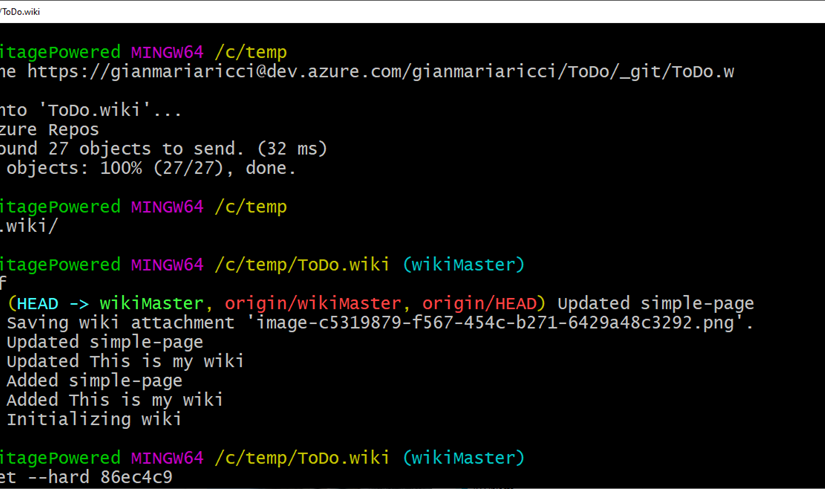 /ToDo.wiki
itagePowered MINGW64 /c/temp
ne https://gianmariaricci@dev.azure.com/gianmariaricci/ToDo/_git/ToDo.w
nto 'ToDo.wiki'...
zure Repos
ound 27 objects to send. (32 ms)
objects: 100% (27/27), done.
itagePowered MINGW64 /c/temp
.wiki/
itagePowered MINGW64 /c/temp/ToDo.wiki (wikiMaster)
f
(HEAD -> wikiMaster, origin/wikiMaster, origin/HEAD) Updated simple-page
Saving wiki attachment 'image-c5319879-f567-454c-b271-6429a48c3292.png'.
Updated simple-page
Updated This is my wiki
Added simple-page
Added This is my wiki
Initializing wiki
itagePowered MINGW64 /c/temp/ToDo.wiki (wikiMaster)
et --hard 86ec4c9